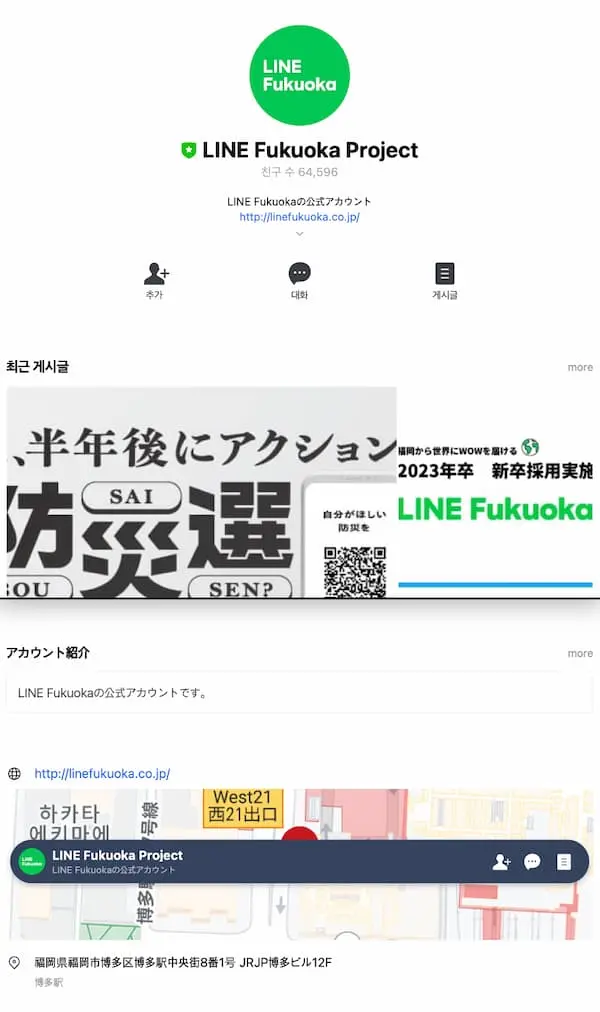 LINE
Fukuoka
LINE Fukuoka Project
친구 수 64,596
LINE Fukuokaの公式アカウント
http://linefukuoka.co.jp/
추가
대화
게시글
최근 게시글
more
、半年後にアクション
防災選
SAI
SEN?
自分がほしい
防災を
福岡から世界にWOWを届ける
2023年卒 新卒採用実施
LINE Fukuoka
アカウント紹介
more
LINE Fukuokaの公式アカウントです。
http://linefukuoka.co.jp/
하카타
에키마에
号線
West21
西21出口
LINE Fukuoka Project
LINE Fukuokaの公式アカウント
博多駅
福岡県福岡市博多区博多駅中央街8番1号 JRJP博多ビル12F
博多駅